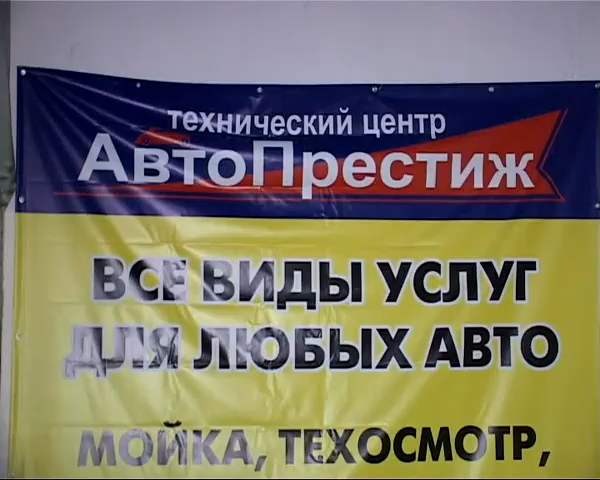 технический центр
АвтоПрестиж
ВСЕ ВИДЫ УСЛУГ
ДЛЯ ЛЮБЫХ АВТО
МОЙКА, ТЕХОСМОТР,